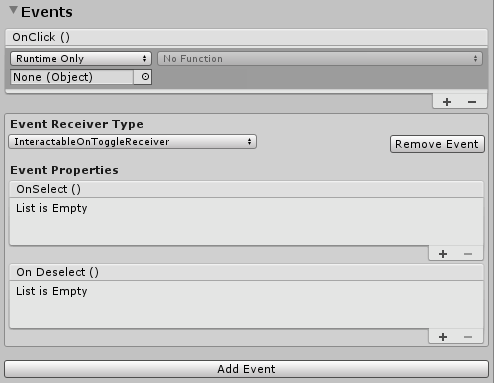 Events
OnClick ()
Runtime Only No Function
None (Object)
+ −
Event Receiver Type
InteractableOnToggleReceiver Remove Event
Event Properties
OnSelect ()
List is Empty
+ −
On Deselect ()
List is Empty
+ −
Add Event